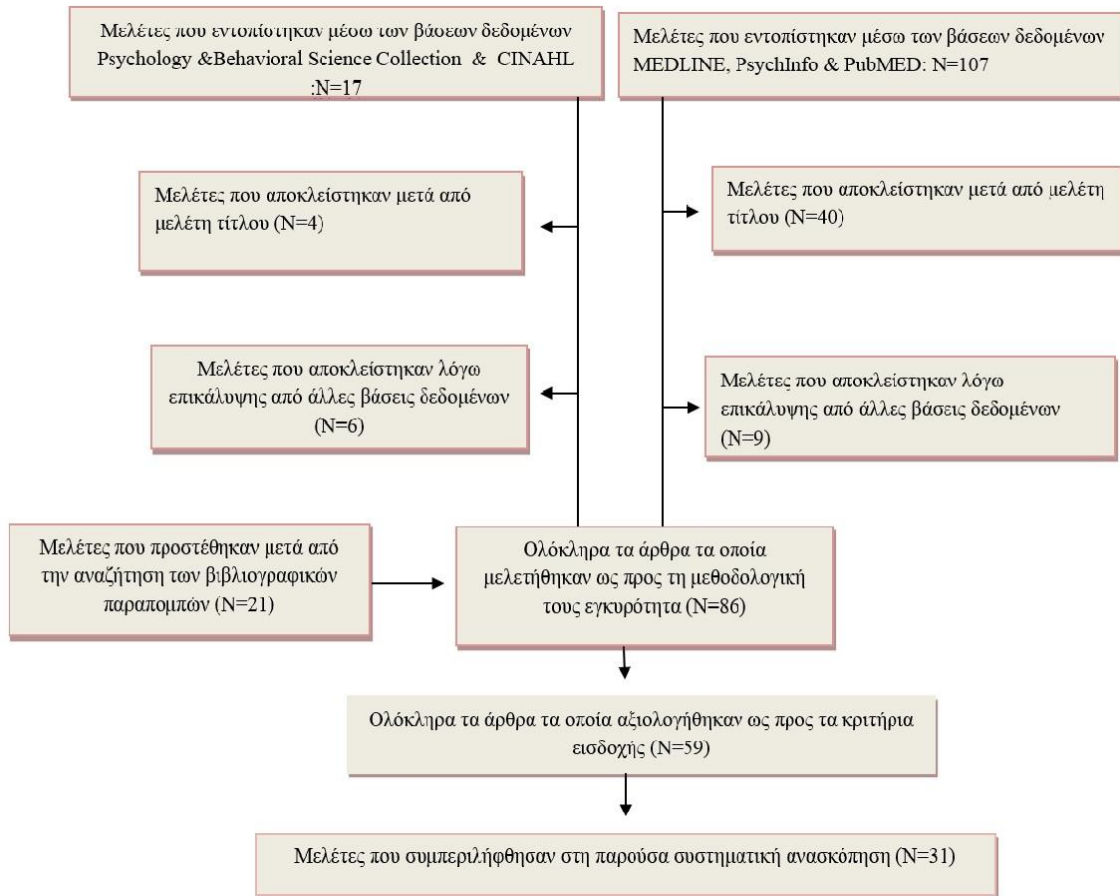 Μελέτες που εντοπίστηκαν μέσω των βάσεων δεδομένων
Psychology &Behavioral Science Collection & CINAHL
:N=17
Μελέτες που εντοπίστηκαν μέσω των βάσεων δεδομένων
MEDLINE, PsychInfo & PubMED: N=107
Μελέτες που αποκλείστηκαν μετά από
μελέτη τίτλου (N=4)
Μελέτες που αποκλείστηκαν μετά από μελέτη
τίτλου (N=40)
Μελέτες που αποκλείστηκαν λόγω
επικάλυψης από άλλες βάσεις δεδομένων
(N=6)
Μελέτες που αποκλείστηκαν λόγω
επικάλυψης από άλλες βάσεις δεδομένων
(N=9)
Μελέτες που προστέθηκαν μετά από
την αναζήτηση των βιβλιογραφικών
παραπομπών (N=21)
Ολόκληρα τα άρθρα τα οποία
μελετήθηκαν ως προς τη μεθοδολογική
τους εγκυρότητα (N=86)
Ολόκληρα τα άρθρα τα οποία αξιολογήθηκαν ως προς τα κριτήρια
εισδοχής (N=59)
Μελέτες που συμπεριλήφθησαν στη παρούσα συστηματική ανασκόπηση (N=31)